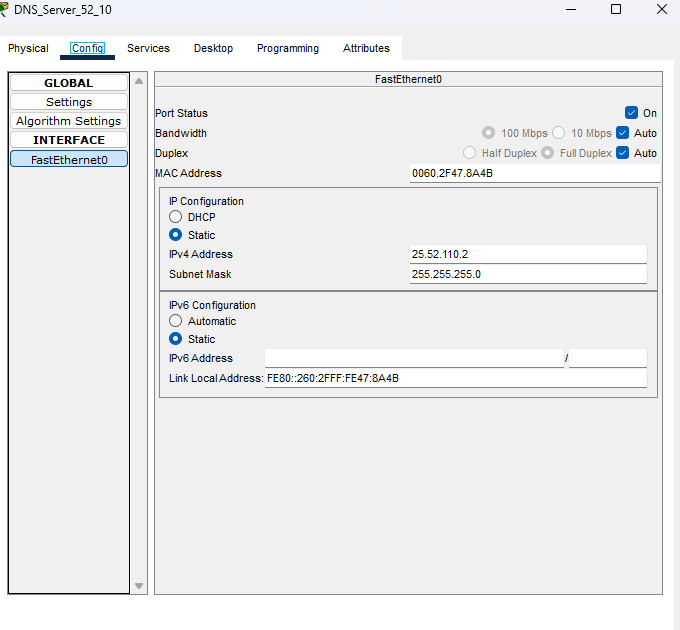 DNS_Server_52_10
Physical Config Services Desktop Programming Attributes
GLOBAL
Settings
Algorithm Settings
INTERFACE
FastEthernet0
FastEthernet0
Port Status On
Bandwidth 100 Mbps 10 Mbps Auto
Duplex Half Duplex Full Duplex Auto
MAC Address 0060.2F47.8A4B
IP Configuration
DHCP
Static
IPv4 Address 25.52.110.2
Subnet Mask 255.255.255.0
IPv6 Configuration
Automatic
Static
IPv6 Address /
Link Local Address: FE80::260:2FFF:FE47:8A4B